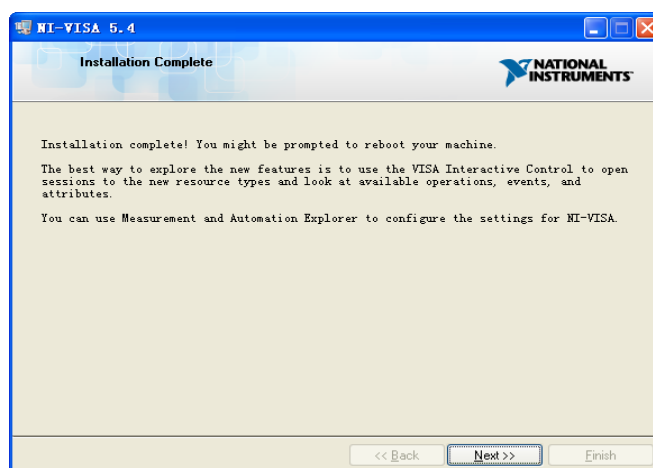 NI-VISA 5.4
Installation Complete
NATIONAL
INSTRUMENTS™
Installation complete! You might be prompted to reboot your machine.
The best way to explore the new features is to use the VISA Interactive Control to open
sessions to the new resource types and look at available operations, events, and
attributes.
You can use Measurement and Automation Explorer to configure the settings for NI-VISA.
<< Back Next >> Finish